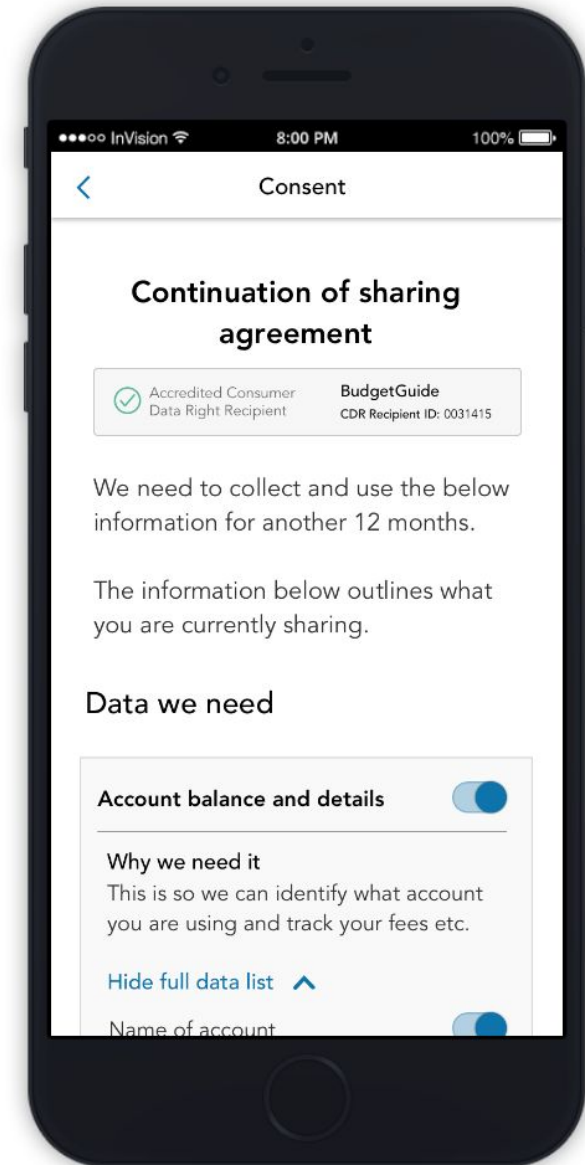 InVision 8:00 PM 100%
Consent
Continuation of sharing
agreement
Accredited Consumer
Data Right Recipient
BudgetGuide
CDR Recipient ID: 0031415
We need to collect and use the below
information for another 12 months.
The information below outlines what
you are currently sharing.
Data we need
Account balance and details
Why we need it
This is so we can identify what account
you are using and track your fees etc.
Hide full data list
Name of account